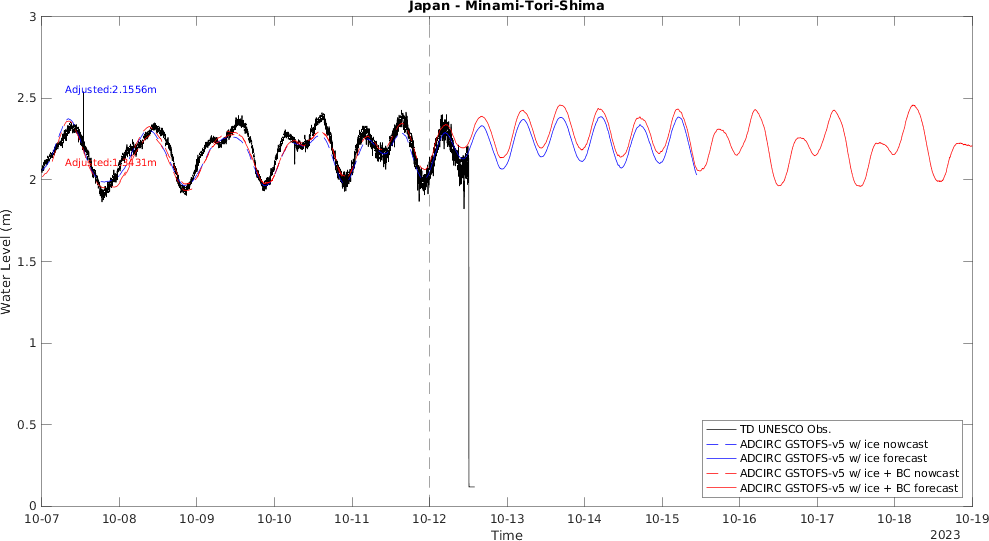 Japan - Minami-Tori-Shima
3
2.5
2
1.5
1
0.5
0
Water Level (m)
Adjusted:2.1556m
TD UNESCO Obs.
ADCIRC GSTOFS-v5 w/ ice nowcast
ADCIRC GSTOFS-v5 w/ ice forecast
ADCIRC GSTOFS-v5 w/ ice + BC nowcast
ADCIRC GSTOFS-v5 w/ ice + BC forecast
10-07 10-08 10-09 10-10 10-11 10-12 10-13 10-14 10-15 10-16 10-17 10-18 10-19
Time
2023